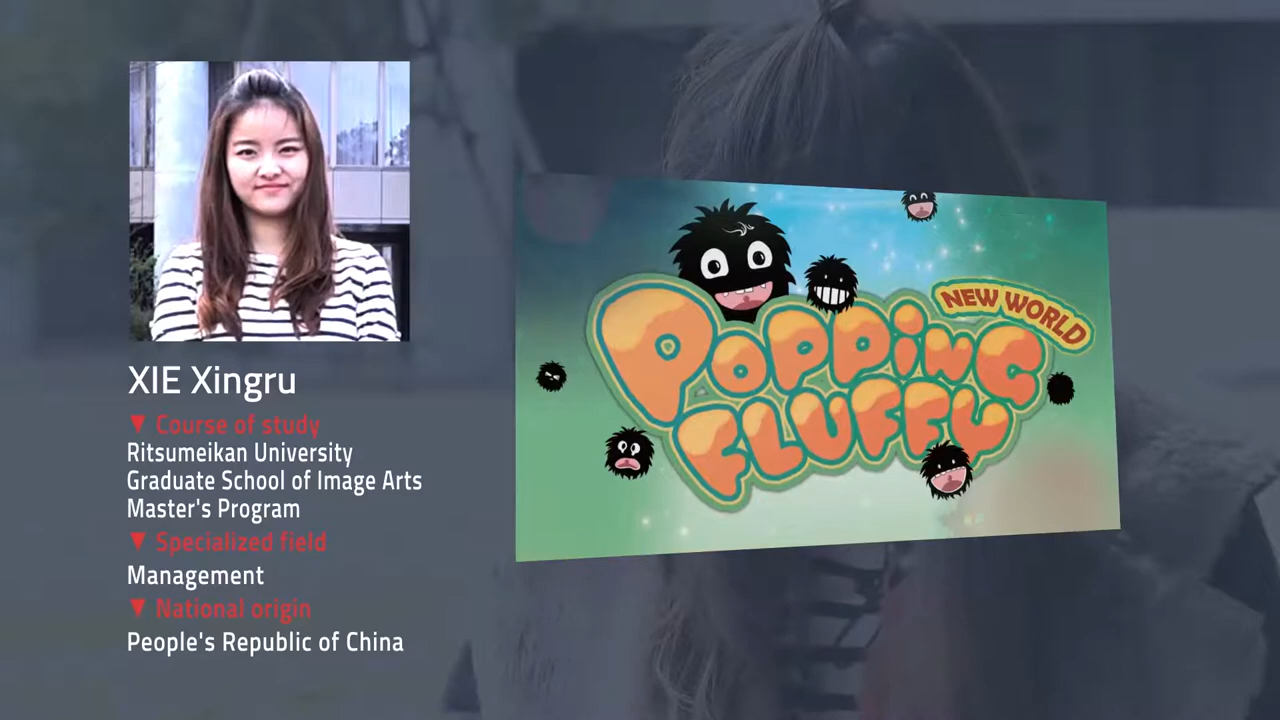 XIE Xingru
▼ Course of study
Ritsumeikan University
Graduate School of Image Arts
Master's Program
▼ Specialized field
Management
▼ National origin
People's Republic of China
NEW WORLD
POPPiNG
FLUFFY